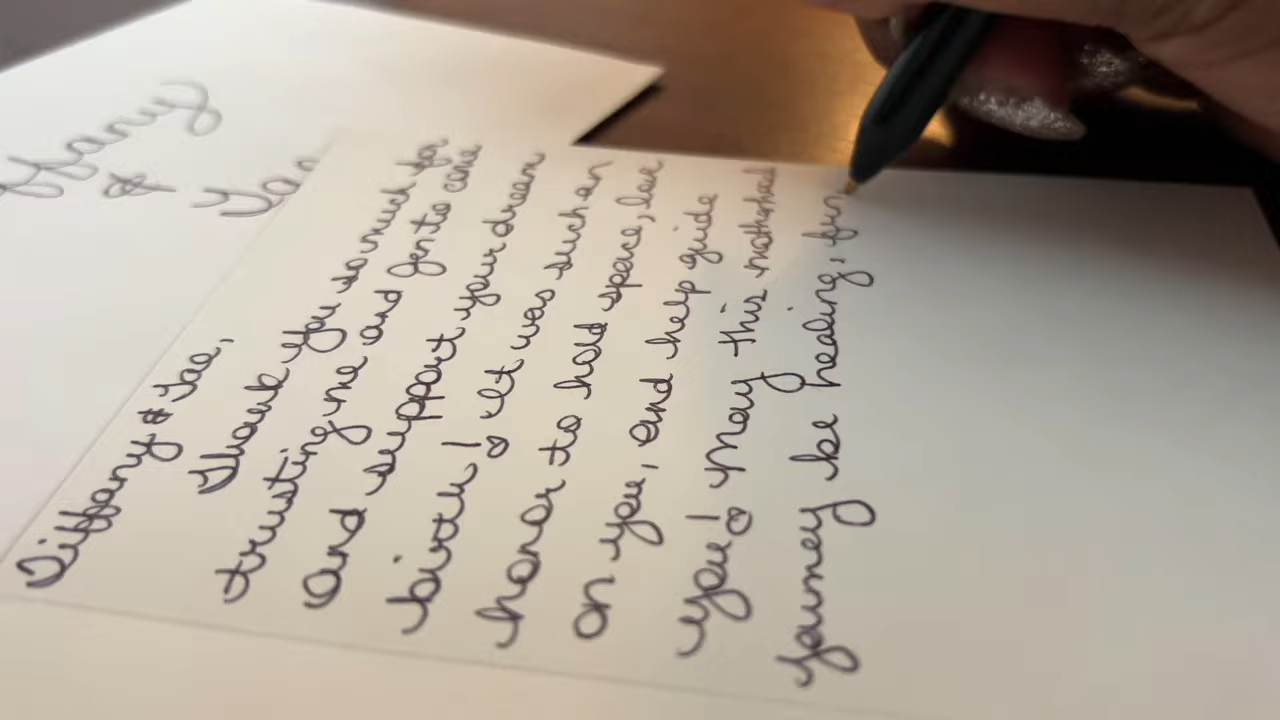 Tiffany & Tae,
Thank you so much for
trusting me and Jen to come
and support your dream
birth! It was such an
honor to hold space, love
on you, and help guide
you! May this motherhood
journey be healing, fun,
ffany
&